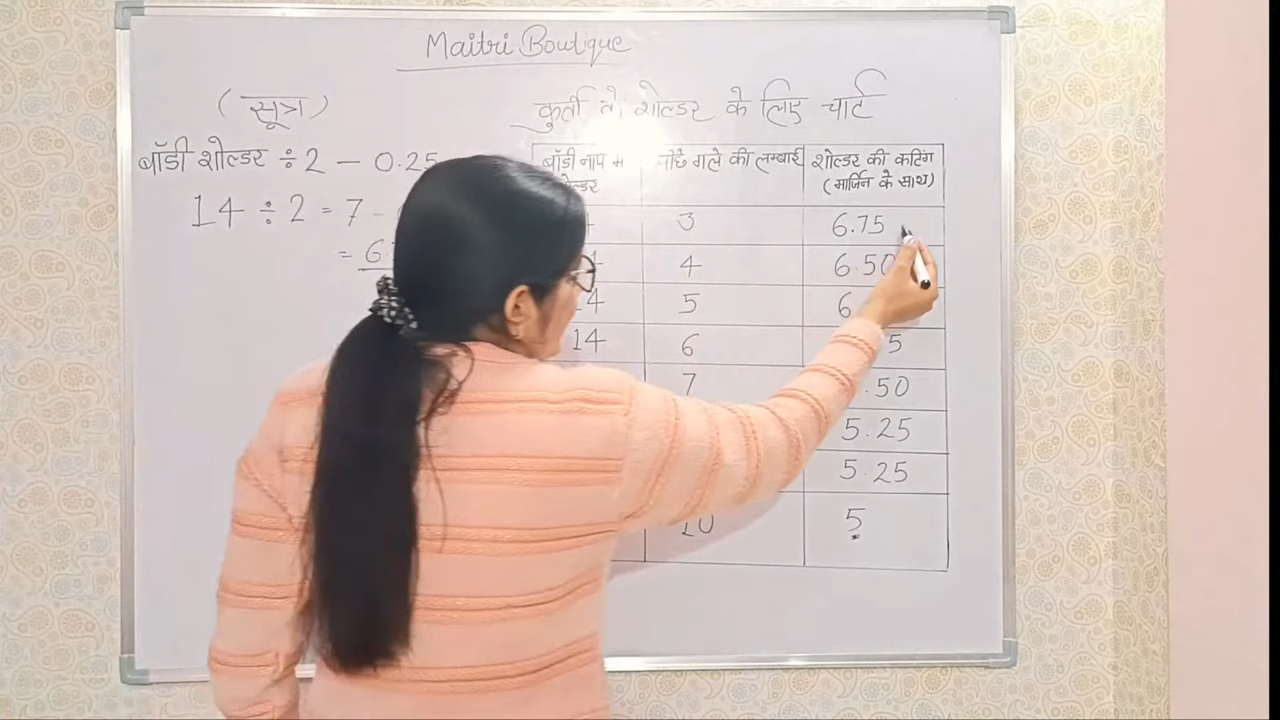 Maitri Boutique
(सूत्र)
कुर्ती के शोल्डर के लिए चार्ट
बॉडी शोल्डर ÷ 2 - 0.25
14 ÷ 2 = 7 -
= 6
बॉडी नाप
पीछे गले की लम्बाई
शोल्डर की कटिंग
(मार्जिन के साथ)
3 6.75
4 6.50
5 6
14 6 5
7 .50
5.25
5.25
10 5